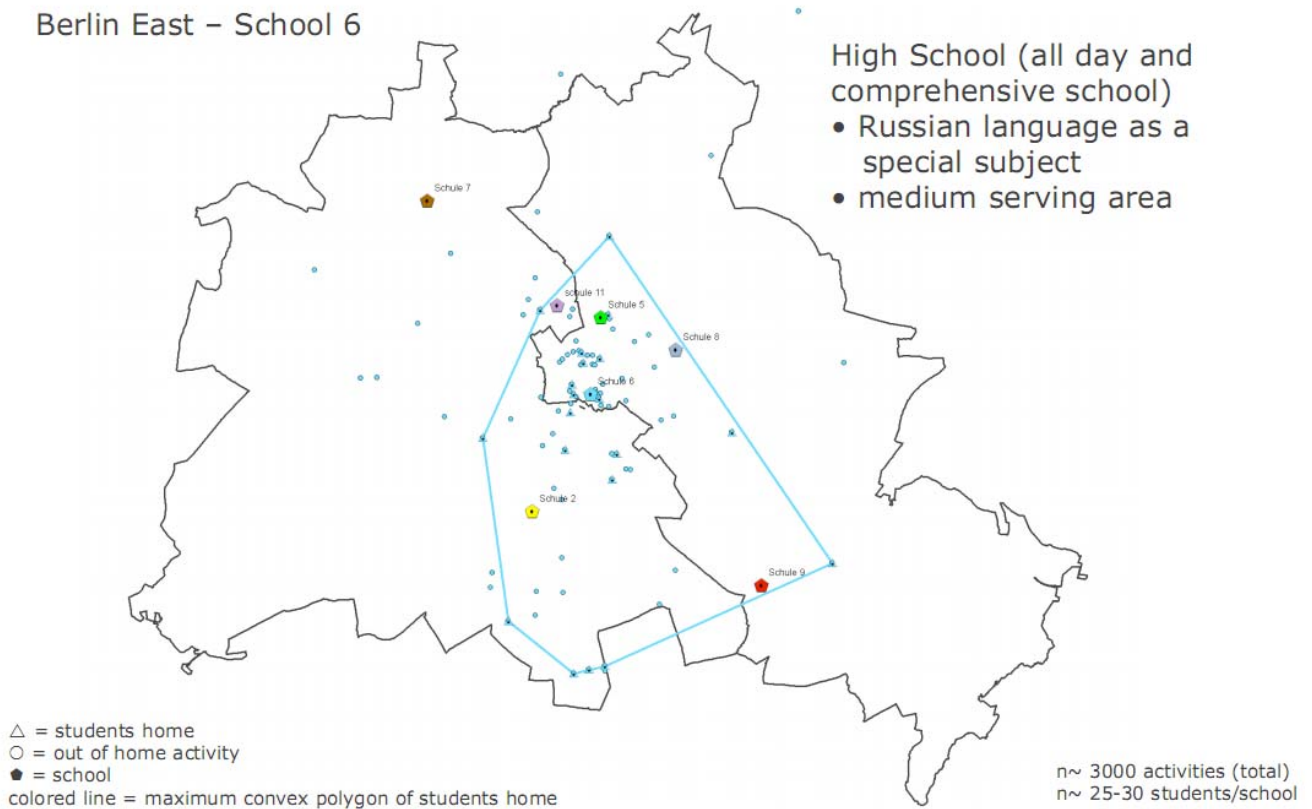 Berlin East – School 6
High School (all day and
comprehensive school)
• Russian language as a
special subject
• medium serving area
Schule 7
schule 11
Schule 5
Schule 8
Schule 6
Schule 2
Schule 9
△ = students home
○ = out of home activity
⬟ = school
colored line = maximum convex polygon of students home
n~ 3000 activities (total)
n~ 25-30 students/school